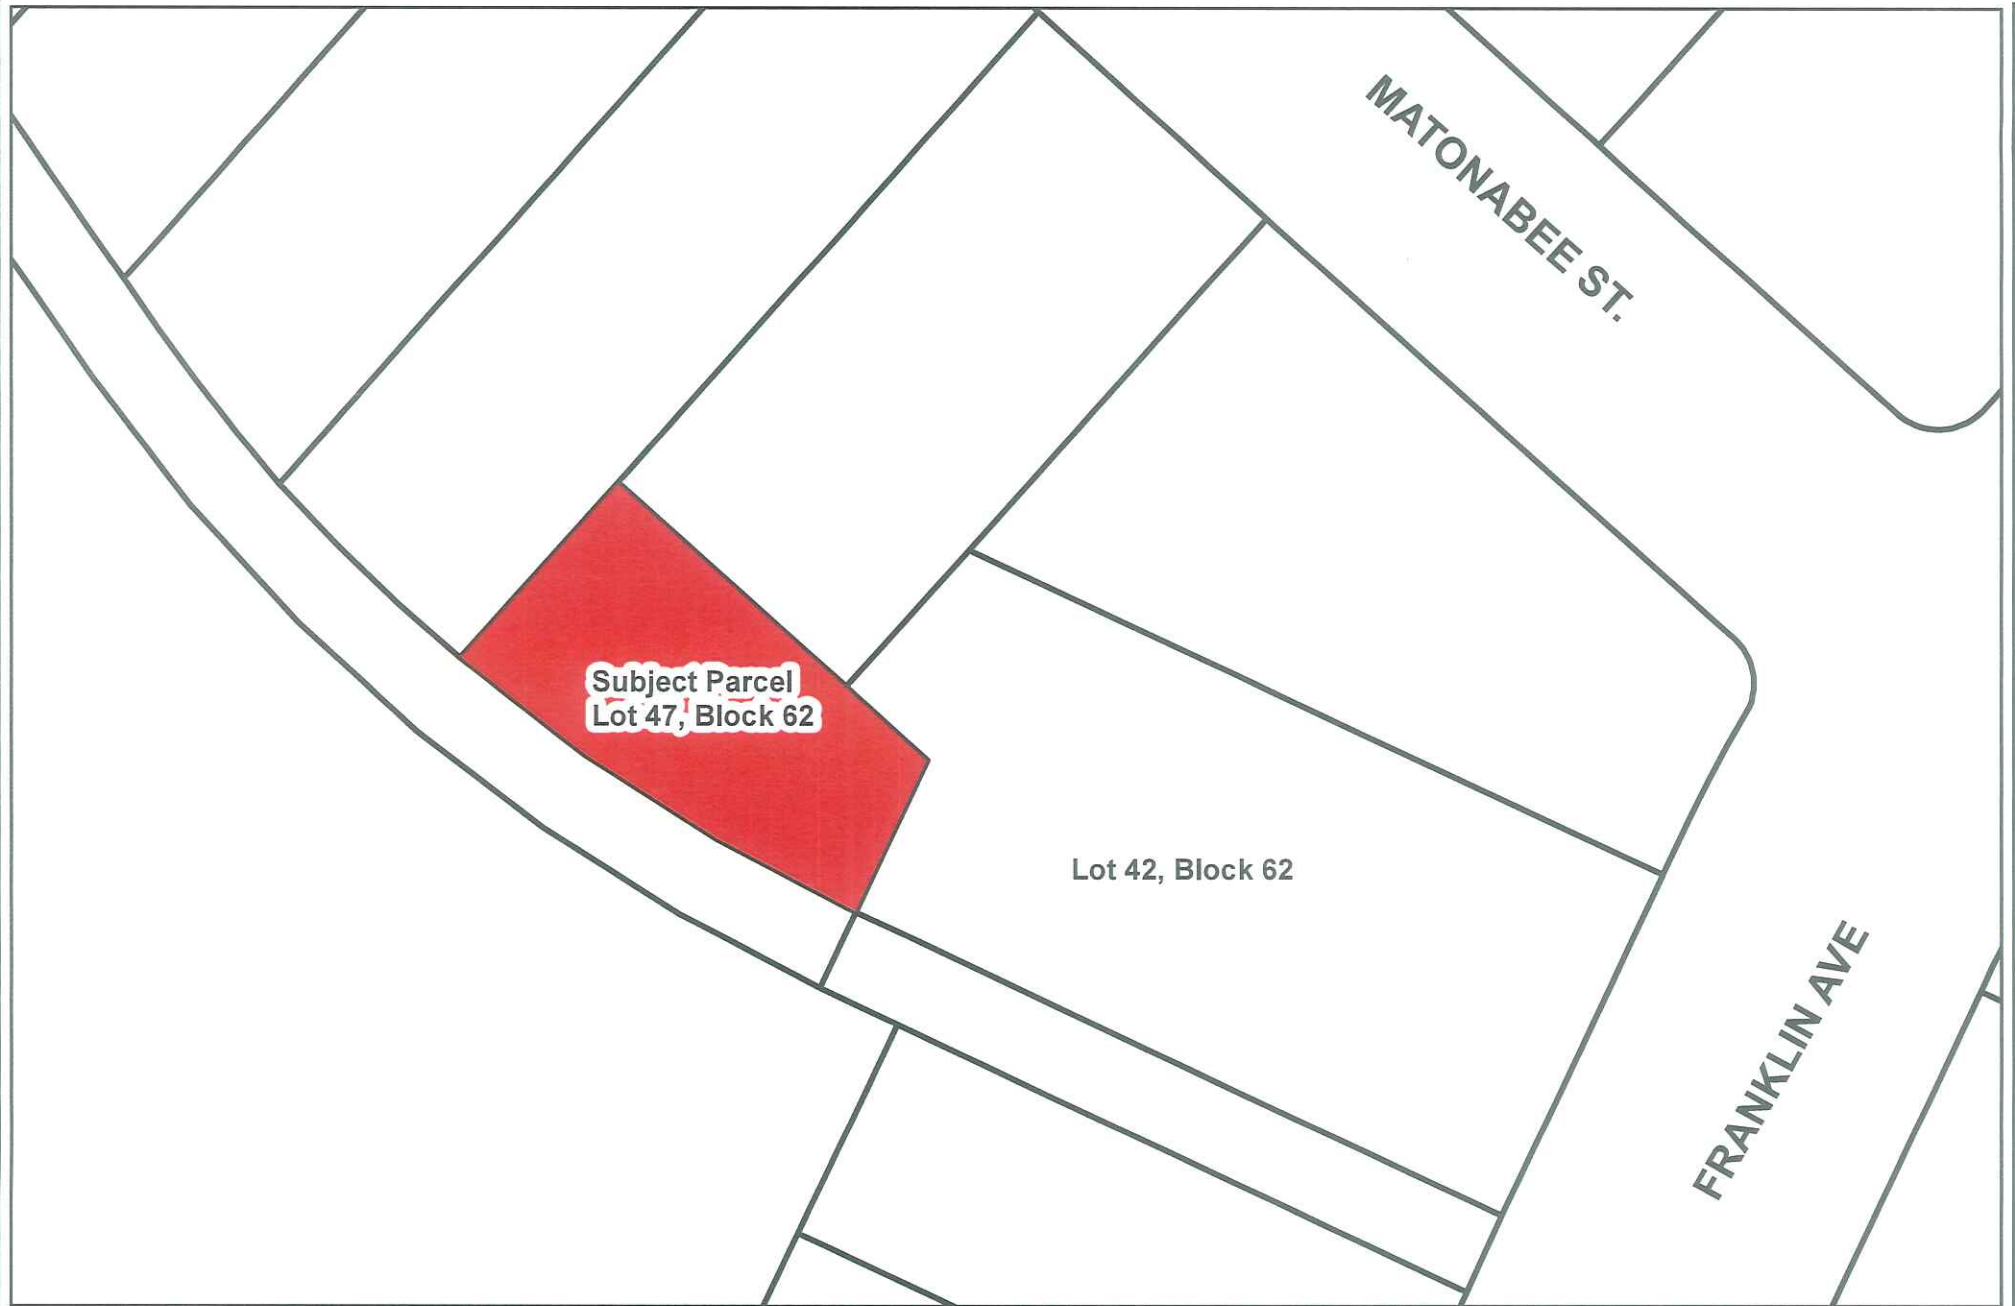 MATONABEE ST.
Subject Parcel
Lot 47, Block 62
Lot 42, Block 62
FRANKLIN AVE